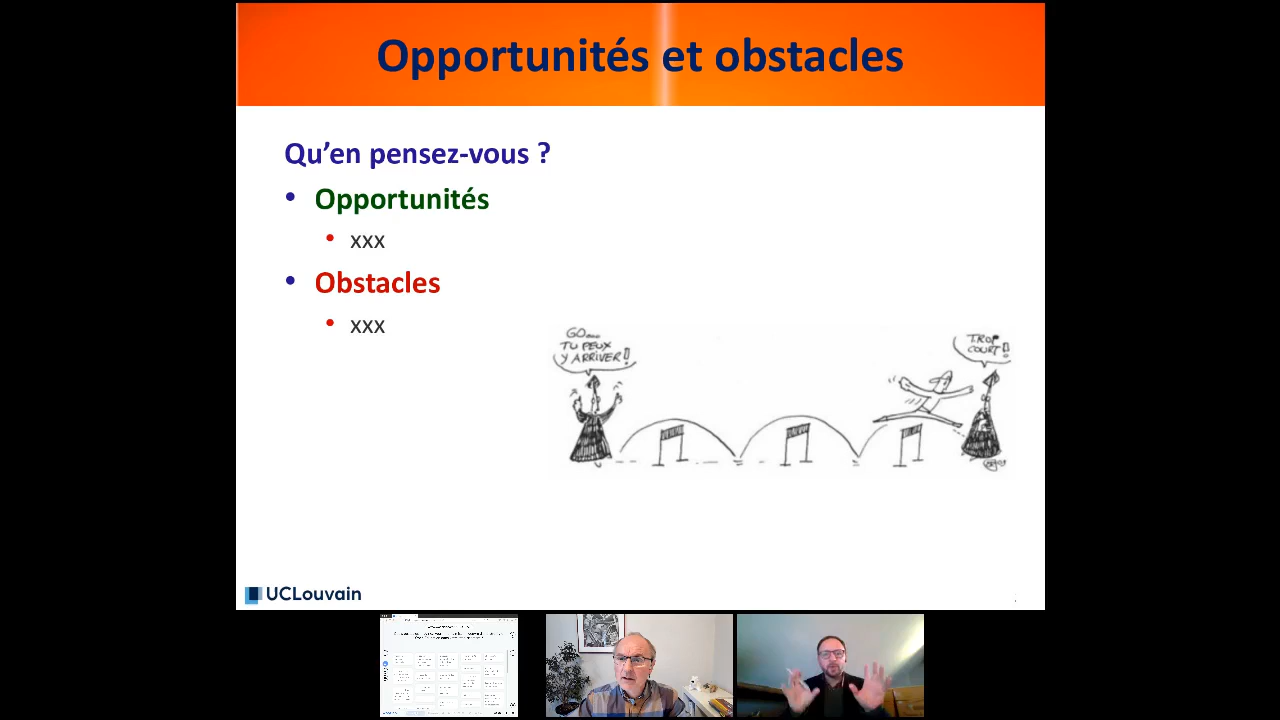 Opportunités et obstacles
Qu'en pensez-vous ?
• Opportunités
• xxx
• Obstacles
• xxx
GO...
TU PEUX
Y ARRIVER !
TROP
COURT !
UCLouvain